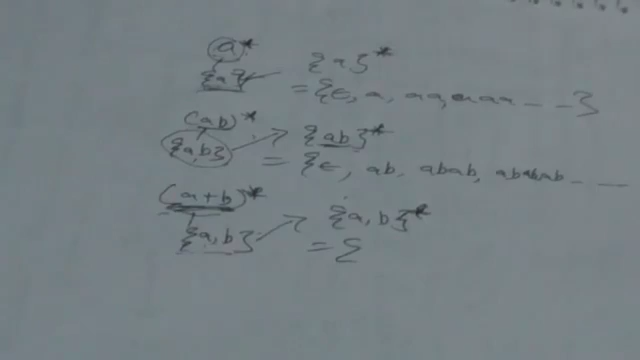 a*
{a} {a}*
= {ϵ, a, aa, aaa - - - }
(ab)*
{a,b} {ab}*
= {ϵ, ab, abab, ababab - - -
(a+b)*
{a,b} {a,b}*
= {